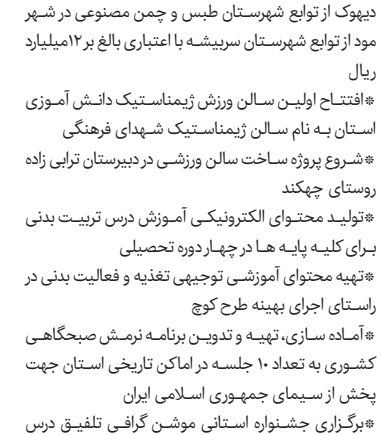 دیهوک از توابع شهرستان طبس و چمن مصنوعی در شهر
مود از توابع شهرستان سربیشه با اعتباری بالغ بر ۱۲میلیارد
ریال
*افتتاح اولین سالن ورزش ژیمناستیک دانش آموزی
استان به نام سالن ژیمناستیک شهدای فرهنگی
*شروع پروژه ساخت سالن ورزشی در دبیرستان ترابی زاده
روستای چهکند
*تولید محتوای الکترونیکی آموزش درس تربیت بدنی
برای کلیه پایه ها در چهار دوره تحصیلی
*تهیه محتوای آموزشی توجیهی تغذیه و فعالیت بدنی در
راستای اجرای بهینه طرح کوچ
*آماده سازی، تهیه و تدوین برنامه نرمش صبحگاهی
کشوری به تعداد ۱۰ جلسه در اماکن تاریخی استان جهت
پخش از سیمای جمهوری اسلامی ایران
*برگزاری جشنواره استانی موشن گرافی تلفیق درس